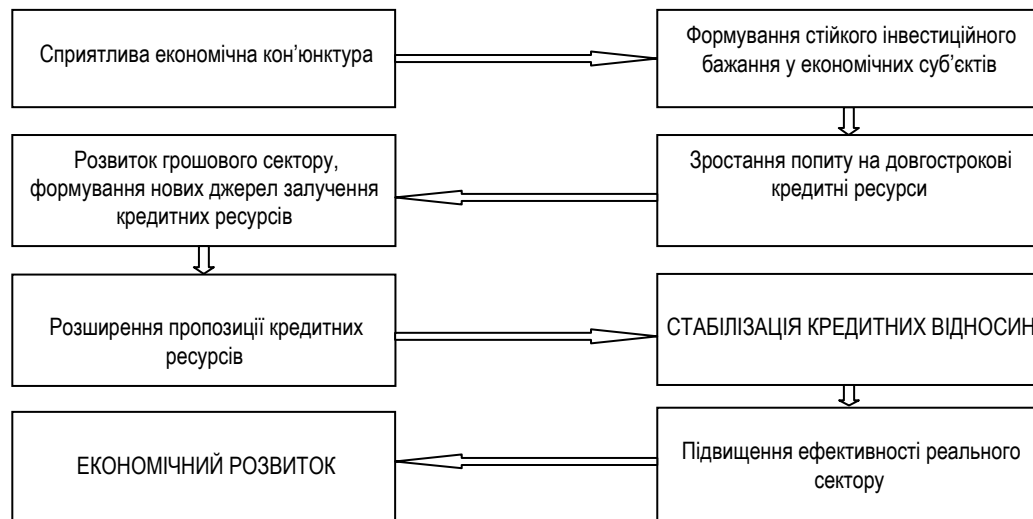 Сприятлива економічна кон’юнктура
Формування стійкого інвестиційного
бажання у економічних суб’єктів
Розвиток грошового сектору,
формування нових джерел залучення
кредитних ресурсів
Зростання попиту на довгострокові
кредитні ресурси
Розширення пропозиції кредитних
ресурсів
СТАБІЛІЗАЦІЯ КРЕДИТНИХ ВІДНОСИН
ЕКОНОМІЧНИЙ РОЗВИТОК
Підвищення ефективності реального
сектору